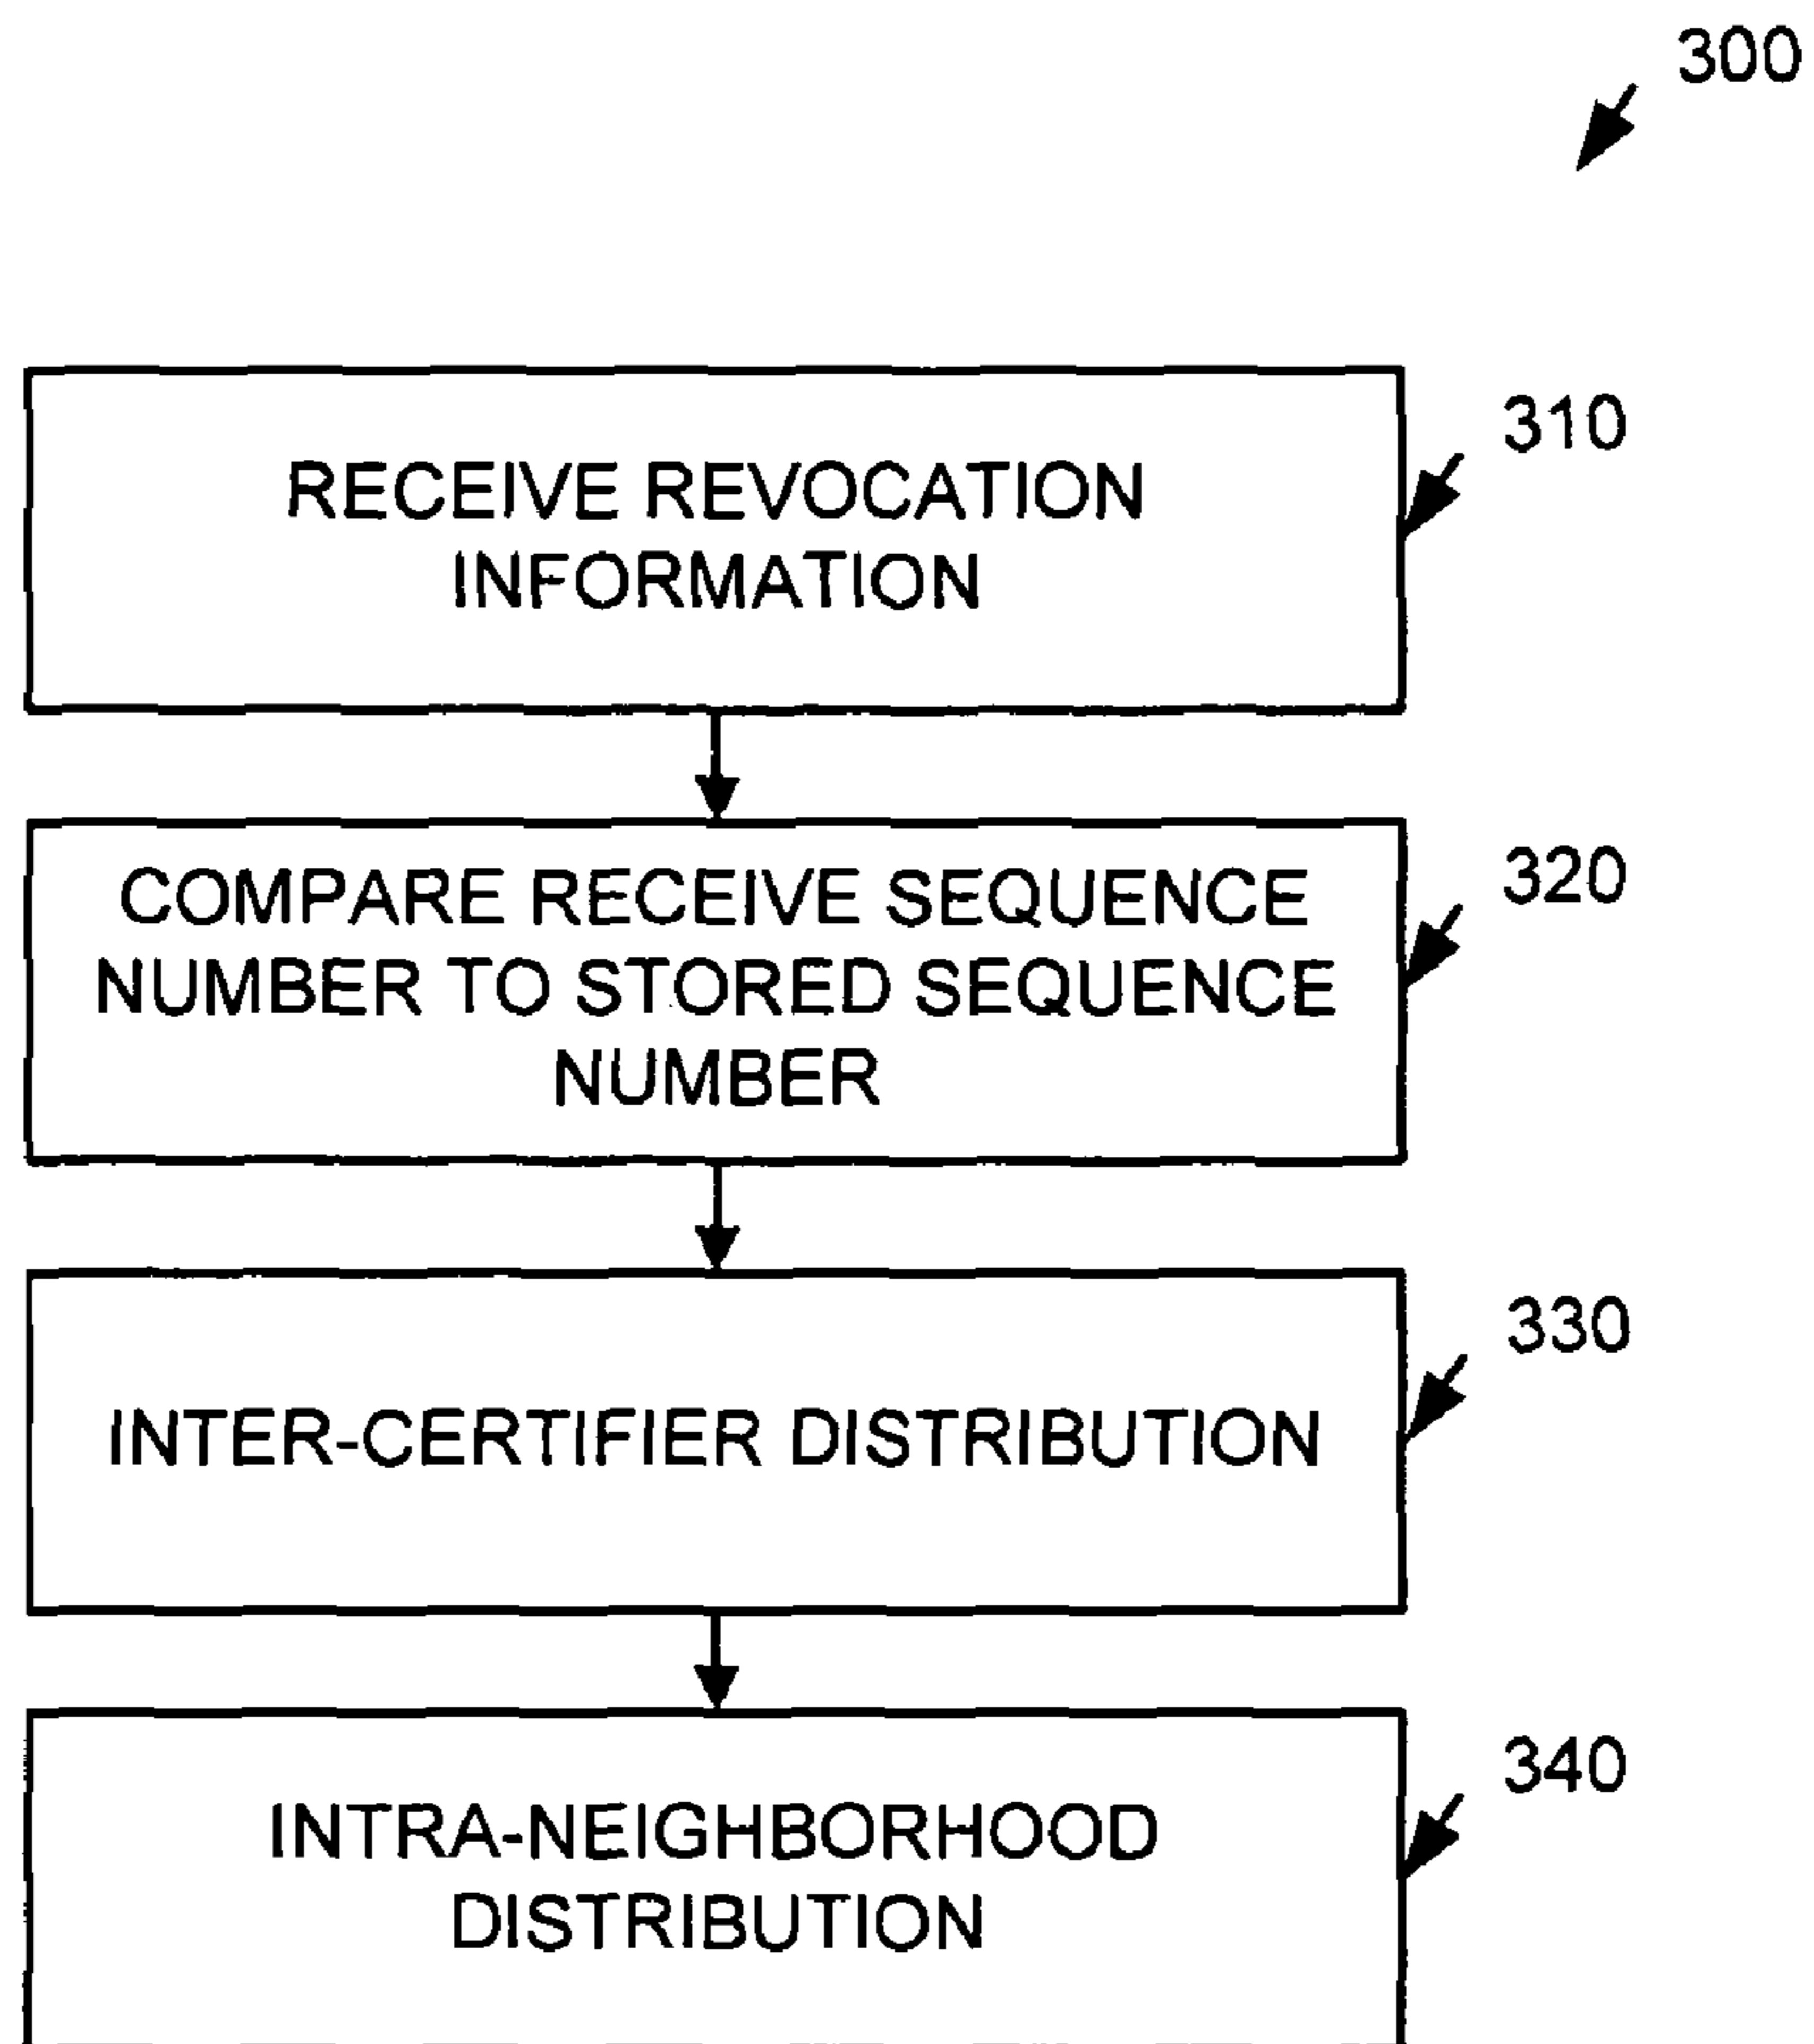 300
310
RECEIVE REVOCATION
INFORMATION
320
COMPARE RECEIVE SEQUENCE
NUMBER TO STORED SEQUENCE
NUMBER
330
INTER-CERTIFIER DISTRIBUTION
340
INTRA-NEIGHBORHOOD
DISTRIBUTION